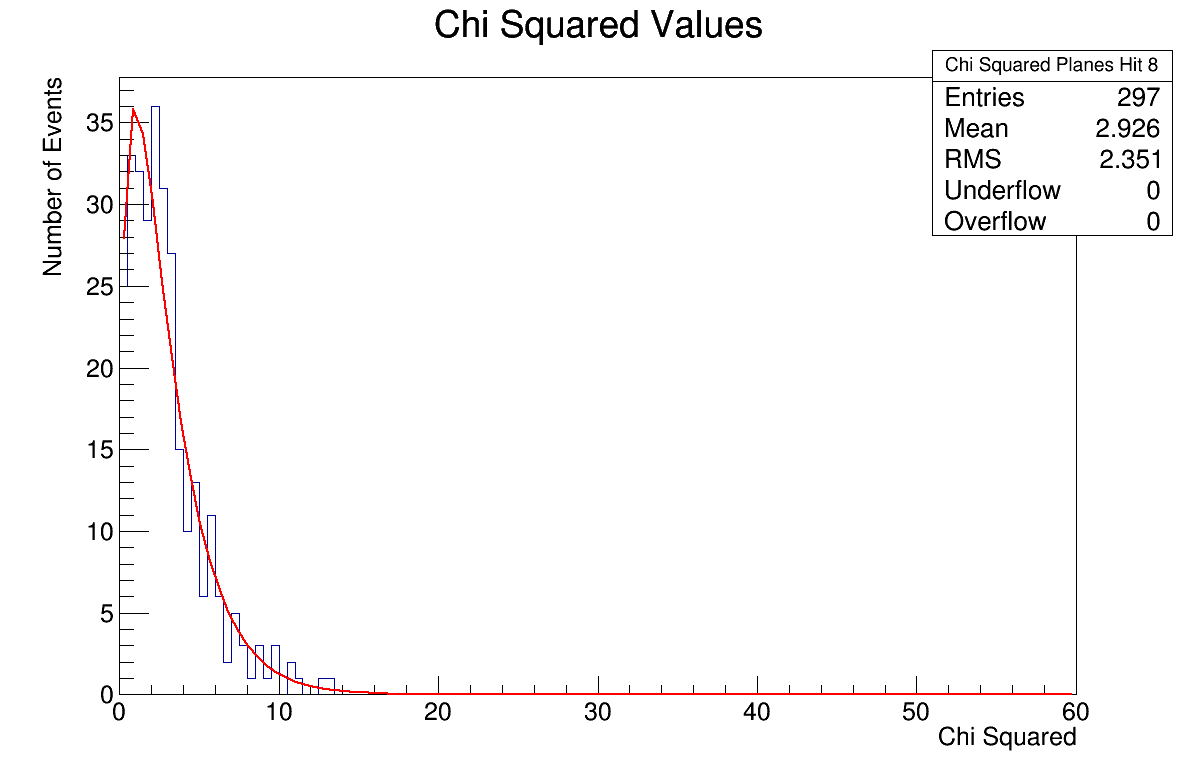 Chi Squared Values
Chi Squared Planes Hit 8
Entries 297
Mean 2.926
RMS 2.351
Underflow 0
Overflow 0
Number of Events
35
30
25
20
15
10
5
0
0 10 20 30 40 50 60
Chi Squared